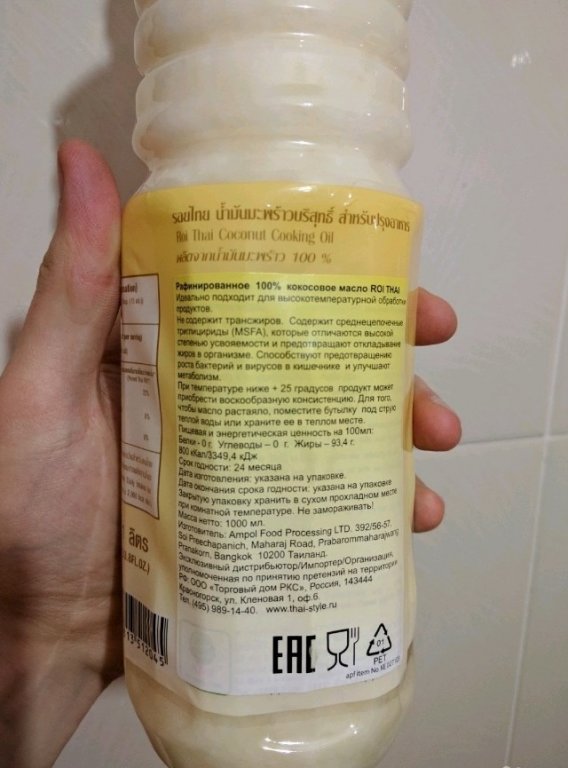 รอยไทย น้ำมันมะพร้าวบริสุทธิ์ สำหรับปรุงอาหาร
Roi Thai Coconut Cooking Oil
ผลิตจากน้ำมันมะพร้าว 100 %
Рафинированное 100% кокосовое масло ROI THAI
Идеально подходит для высокотемпературной обработки
продуктов.
Не содержит трансжиров. Содержит среднецепочечные
триглицириды (MSFA), которые отличаются высокой
степенью усвояемости и предотвращают откладывание
жиров в организме. Способствуют предотвращению
роста бактерий и вирусов в кишечнике и улучшают
метаболизм.
При температуре ниже + 25 градусов продукт может
приобрести воскообразную консистенцию. Для того,
чтобы масло растаяло, поместите бутылку под струю
теплой воды или храните ее в теплом месте.
Пищевая и энергетическая ценность на 100мл:
Белки - 0 г. Углеводы – 0 г. Жиры – 93,4 г.
800 кКал/3349,4 кДж
Срок годности: 24 месяца
Дата изготовления: указана на упаковке.
Дата окончания срока годности: указана на упаковке
Закрытую упаковку хранить в сухом прохладном месте
при комнатной температуре. Не замораживать!
Масса нетто: 1000 мл.
Изготовитель: Ampol Food Processing LTD. 392/56-57,
Soi Preechapanich, Maharaj Road, Prabarommaharajwang
Pranakorn, Bangkok 10200 Таиланд.
Эксклюзивный дистрибьютор/Импортер/Организация,
уполномоченная по принятию претензий на территории
РФ: ООО «Торговый дом РКС», Россия, 143444
Красногорск, ул. Кленовая 1, оф.6.
Тел. (495) 989-14-40. www.thai-style.ru
ลิตร
EAC
01
PET
apf item No.